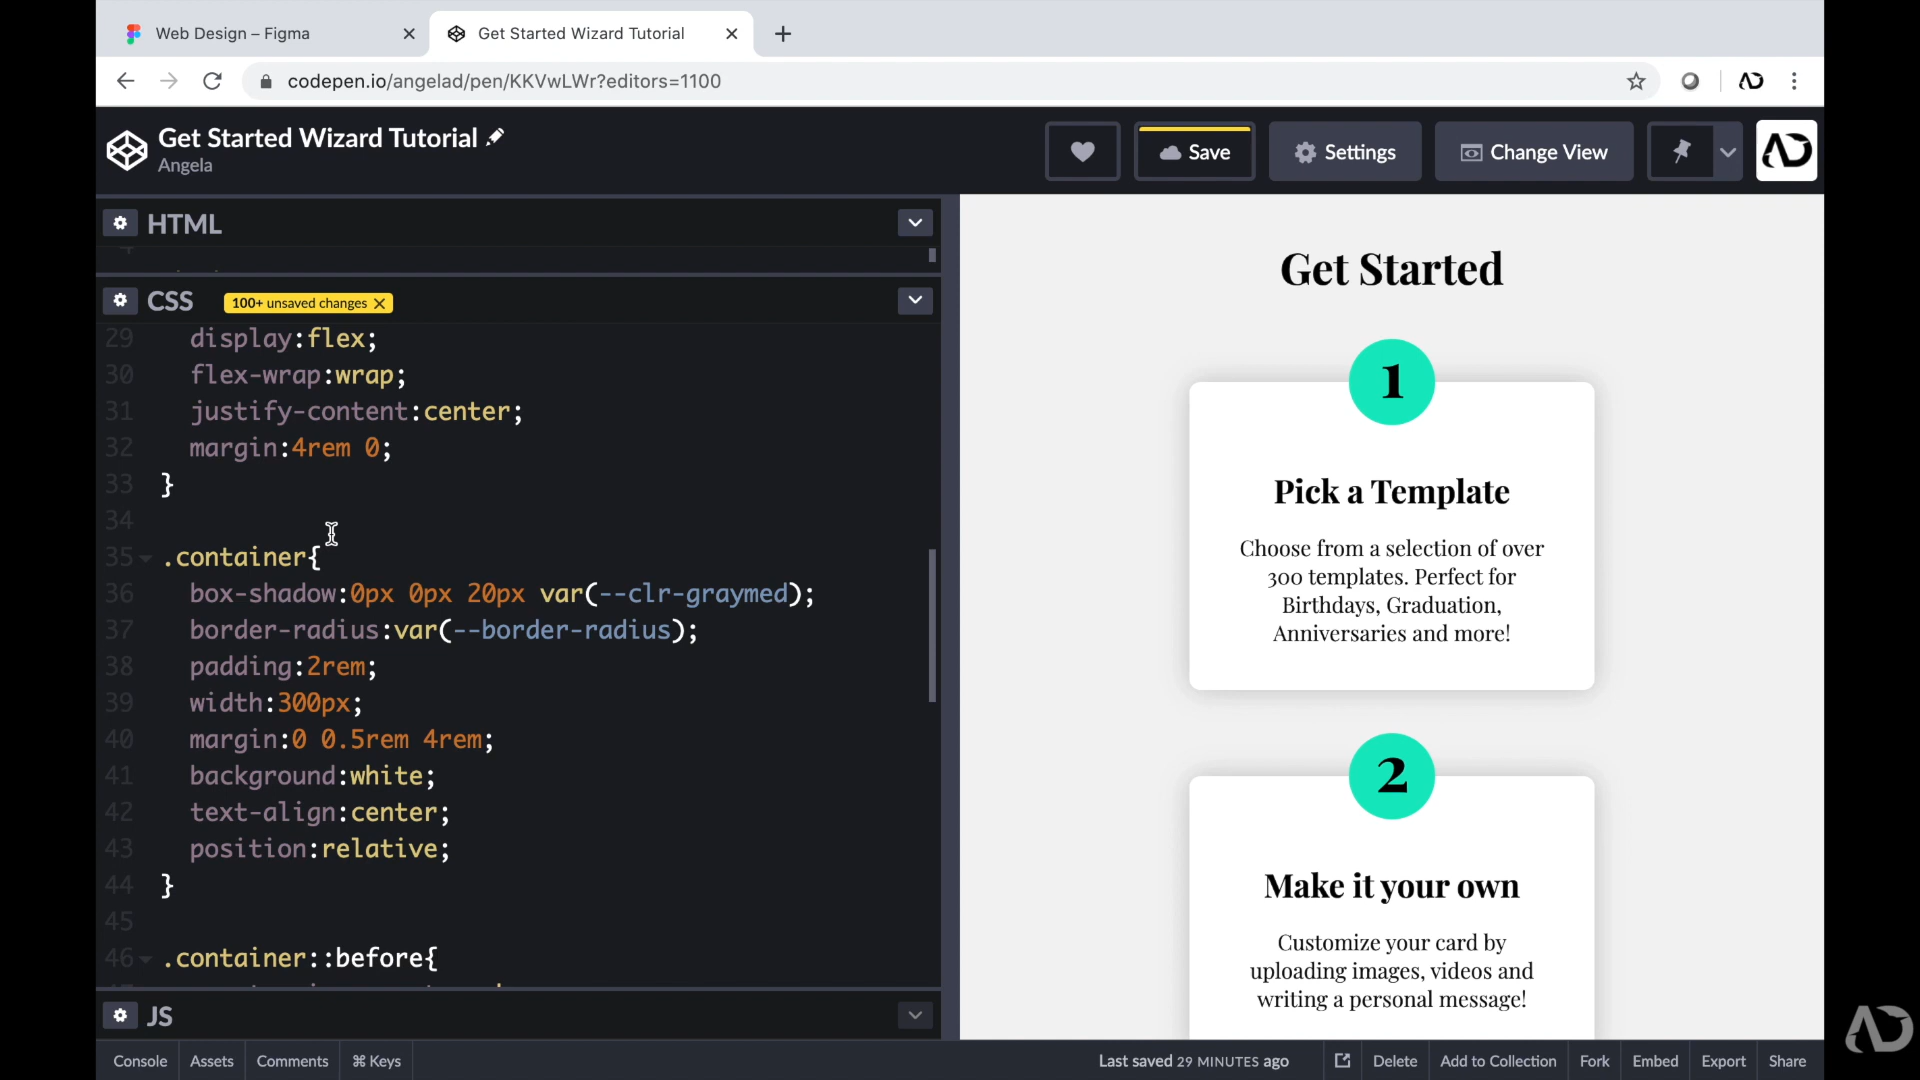 Web Design – Figma
Get Started Wizard Tutorial
codepen.io/angelad/pen/KKVwLWr?editors=1100
Get Started Wizard Tutorial
Angela
Save
Settings
Change View
HTML
CSS
100+ unsaved changes
29 display:flex;
30 flex-wrap:wrap;
31 justify-content:center;
32 margin:4rem 0;
33 }
34
35 .container{
36 box-shadow:0px 0px 20px var(--clr-graymed);
37 border-radius:var(--border-radius);
38 padding:2rem;
39 width:300px;
40 margin:0 0.5rem 4rem;
41 background:white;
42 text-align:center;
43 position:relative;
44 }
45
46 .container::before{
JS
Get Started
1
Pick a Template
Choose from a selection of over
300 templates. Perfect for
Birthdays, Graduation,
Anniversaries and more!
2
Make it your own
Customize your card by
uploading images, videos and
writing a personal message!
Console
Assets
Comments
⌘ Keys
Last saved 29 MINUTES ago
Delete
Add to Collection
Fork
Embed
Export
Share